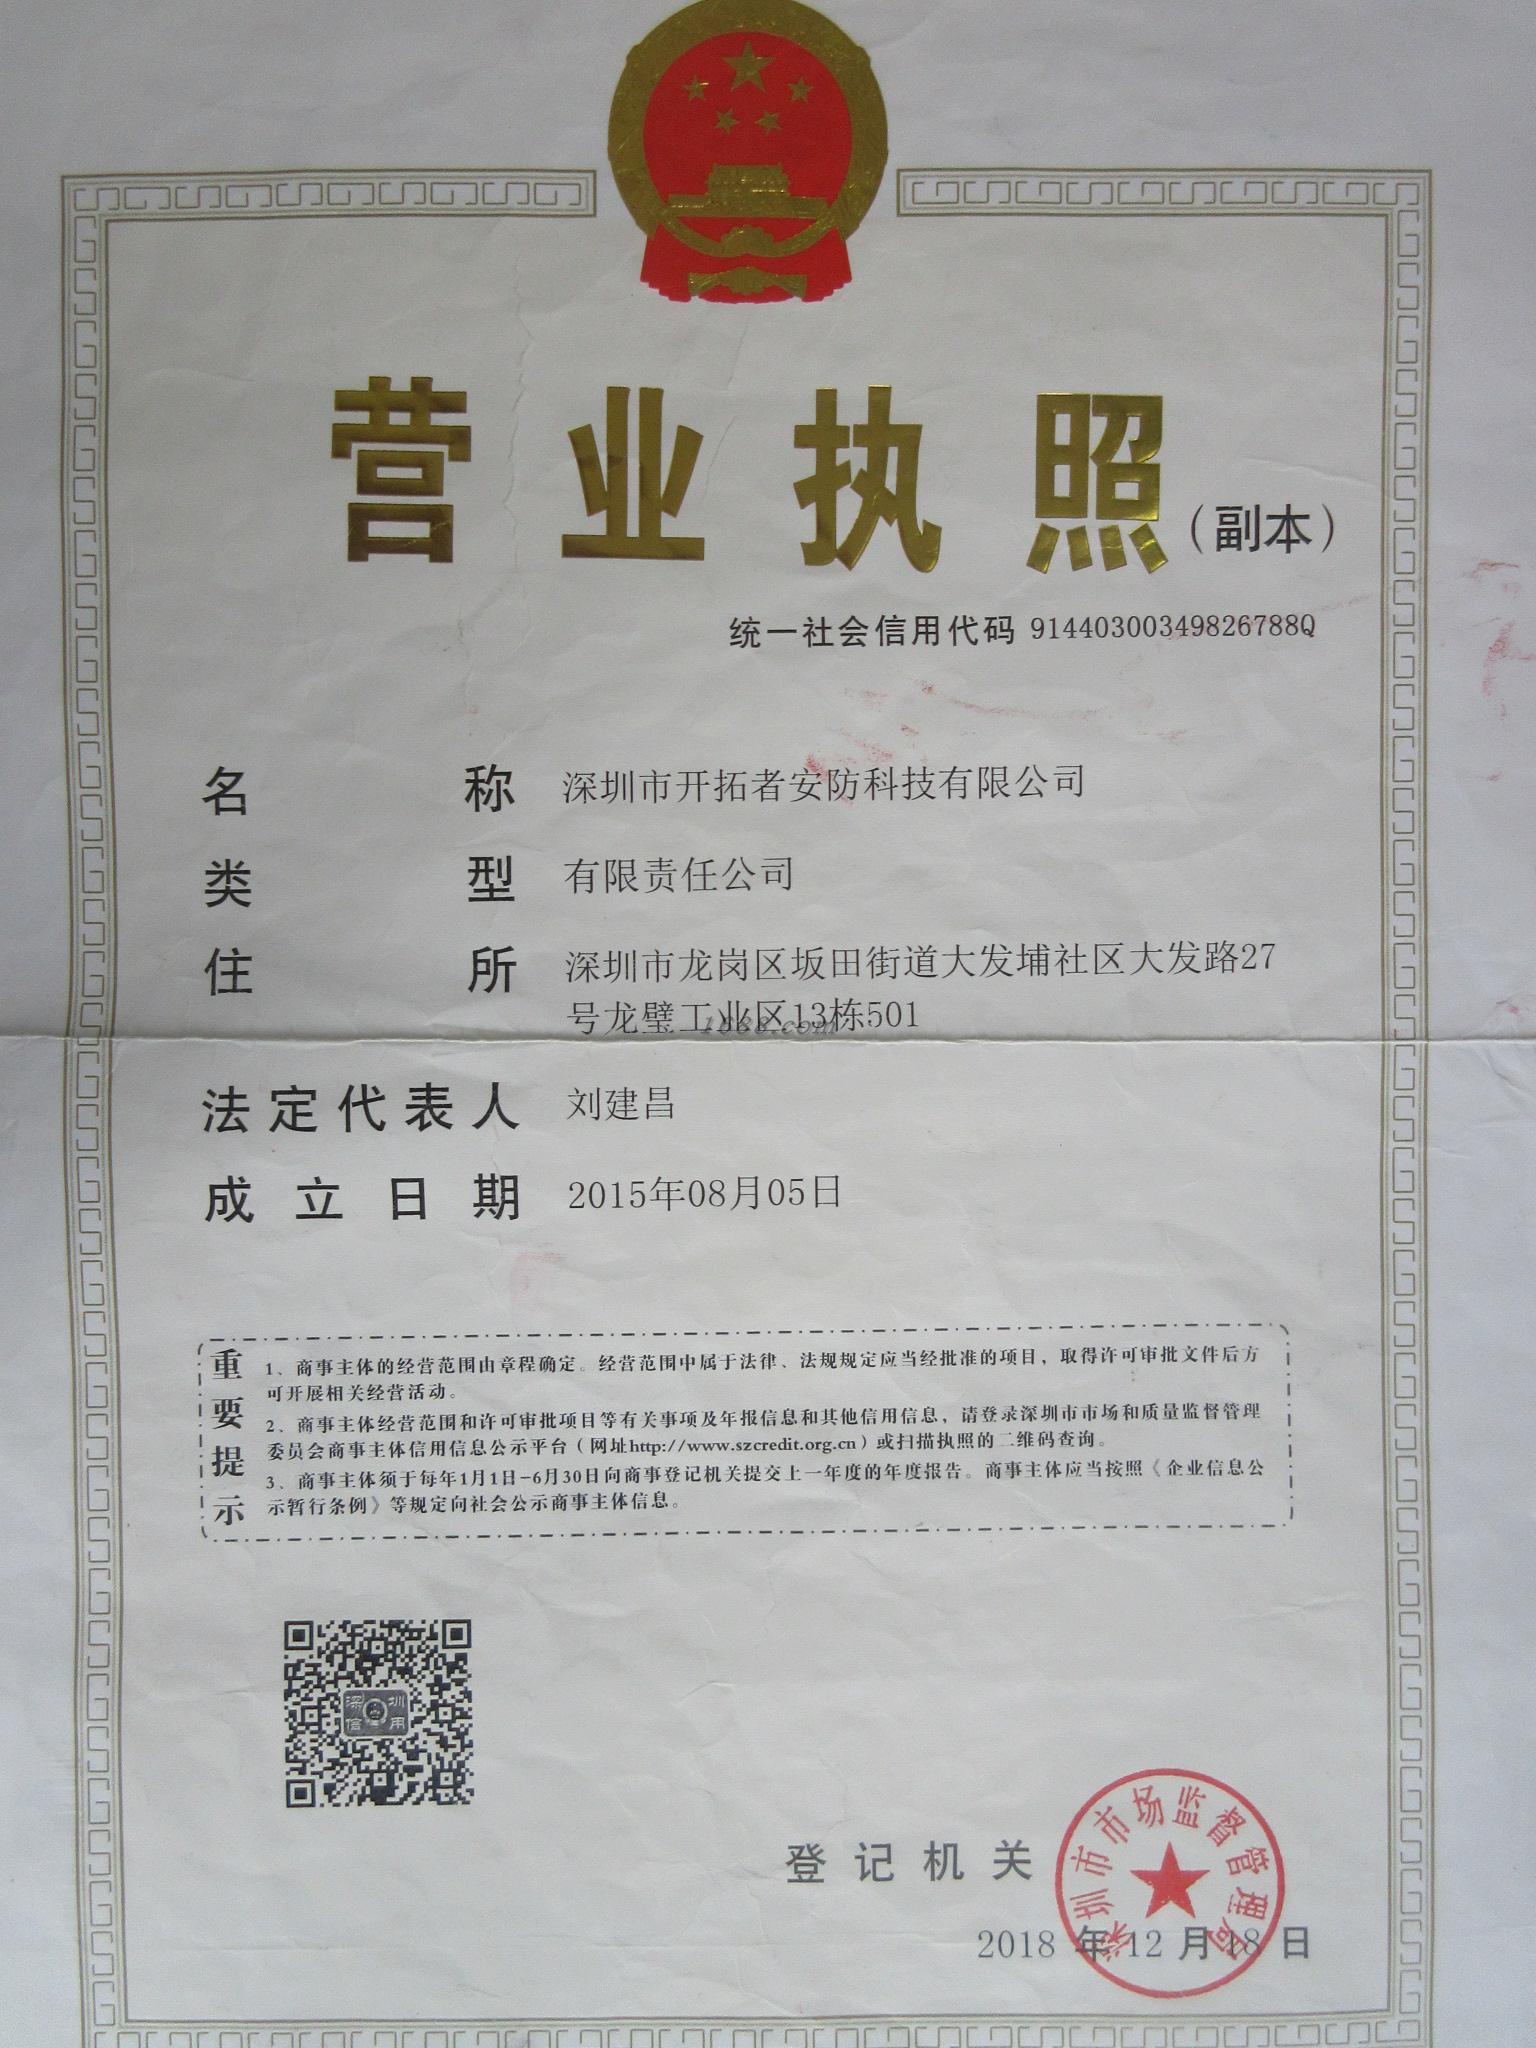 营业执照(副本)
统一社会信用代码 91440300349826788Q
名称 深圳市开拓者安防科技有限公司
类型 有限责任公司
住所 深圳市龙岗区坂田街道大发埔社区大发路27
号龙壁工业区13栋501
1688.com
法定代表人 刘建昌
成立日期 2015年08月05日
重要提示
1、商事主体的经营范围由章程确定。经营范围中属于法律、法规规定应当经批准的项目，取得许可审批文件后方
可开展相关经营活动。
2、商事主体经营范围和许可审批项目等有关事项及年报信息和其他信用信息，请登录深圳市市场和质量监督管理
委员会商事主体信用信息公示平台（网址http://www.szcredit.org.cn）或扫描执照的二维码查询。
3、商事主体须于每年1月1日-6月30日向商事登记机关提交上一年度的年度报告。商事主体应当按照《企业信息公
示暂行条例》等规定向社会公示商事主体信息。
深圳
信用
登记机关
深圳市市场监督管理局
2018 年 12 月 18 日